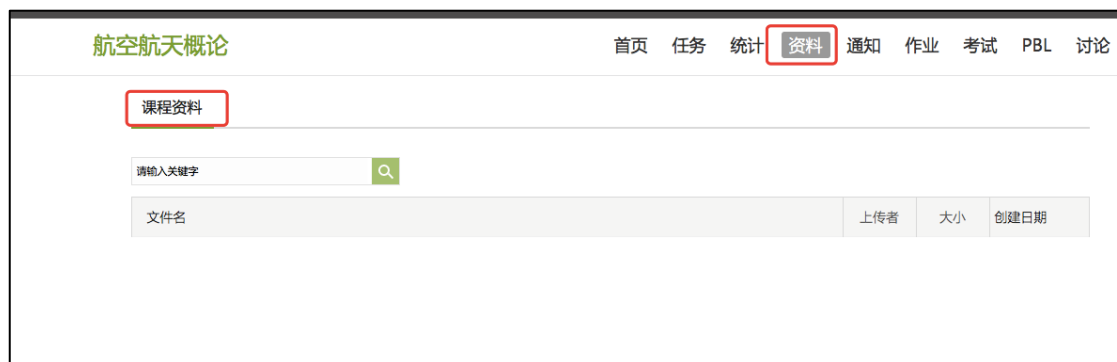 航空航天概论 首页 任务 统计 资料 通知 作业 考试 PBL 讨论
课程资料
请输入关键字
文件名 上传者 大小 创建日期